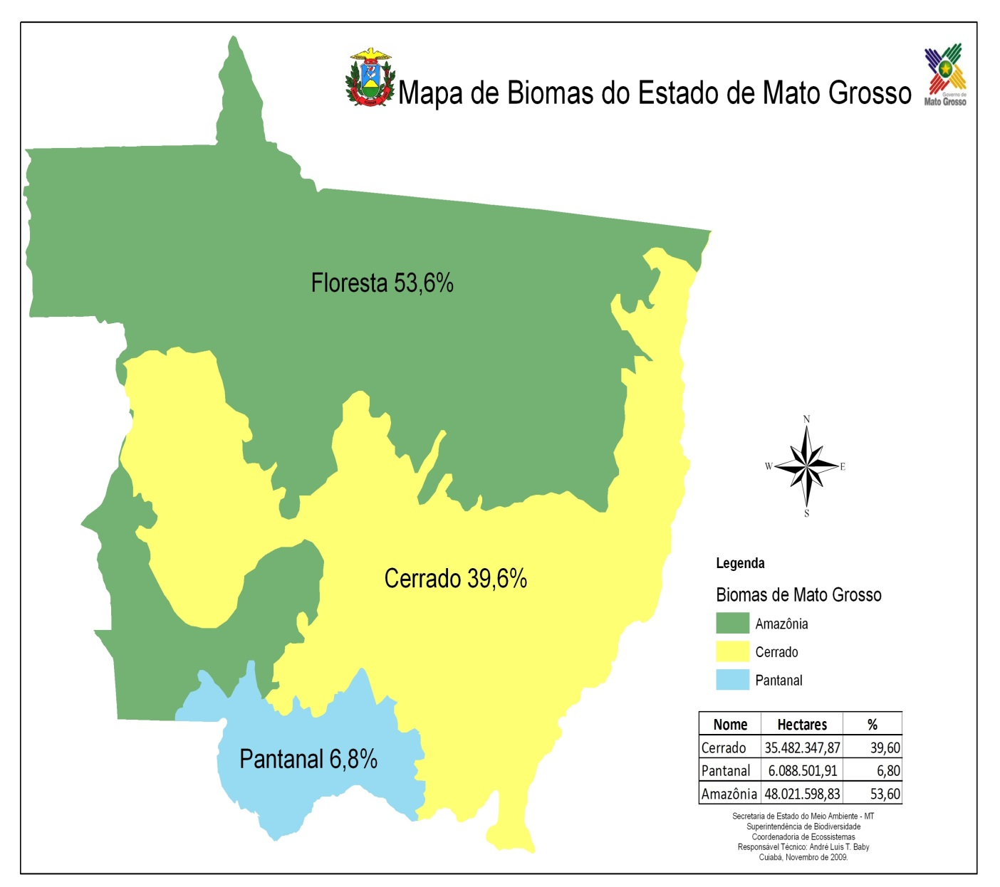 Mapa de Biomas do Estado de Mato Grosso
Governo de
Mato Grosso
Floresta 53,6%
Cerrado 39,6%
Pantanal 6,8%
N
W E
S
Legenda
Biomas de Mato Grosso
Amazônia
Cerrado
Pantanal
Nome Hectares %
Cerrado 35.482.347,87 39,60
Pantanal 6.088.501,91 6,80
Amazônia 48.021.598,83 53,60
Secretaria de Estado do Meio Ambiente - MT
Superintendência de Biodiversidade
Coordenadoria de Ecossistemas
Responsável Técnico: André Luis T. Baby
Cuiabá, Novembro de 2009.